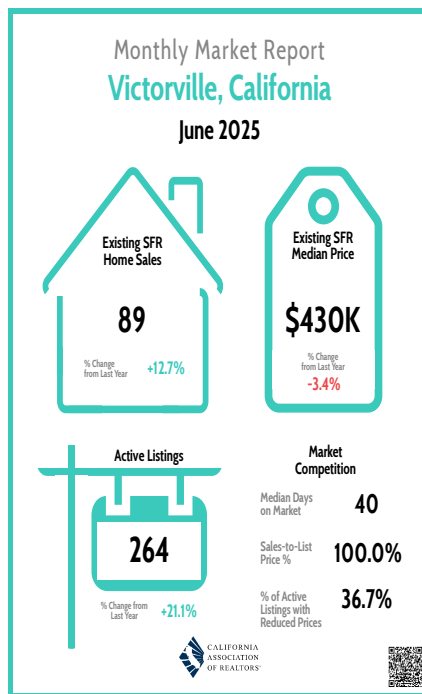 Monthly Market Report
Victorville, California
June 2025
Existing SFR
Home Sales
89
% Change
from Last Year
+12.7%
Existing SFR
Median Price
$430K
% Change
from Last Year
-3.4%
Active Listings
264
% Change from
Last Year
+21.1%
Market
Competition
Median Days
on Market
40
Sales-to-List
Price %
100.0%
% of Active
Listings with
Reduced Prices
36.7%
CALIFORNIA
ASSOCIATION
OF REALTORS®